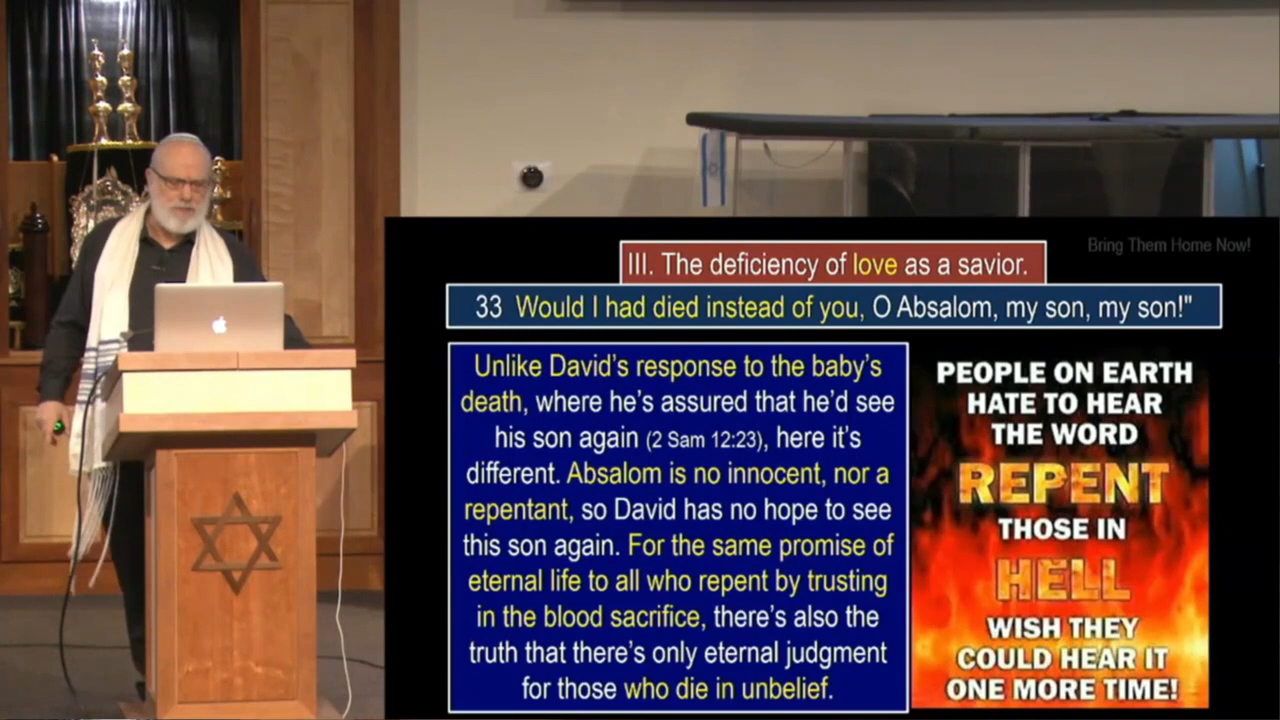 Bring Them Home Now!
III. The deficiency of love as a savior.
33 Would I had died instead of you, O Absalom, my son, my son!"
Unlike David's response to the baby's
death, where he's assured that he'd see
his son again (2 Sam 12:23), here it's
different. Absalom is no innocent, nor a
repentant, so David has no hope to see
this son again. For the same promise of
eternal life to all who repent by trusting
in the blood sacrifice, there's also the
truth that there's only eternal judgment
for those who die in unbelief.
PEOPLE ON EARTH
HATE TO HEAR
THE WORD
REPENT
THOSE IN
HELL
WISH THEY
COULD HEAR IT
ONE MORE TIME!